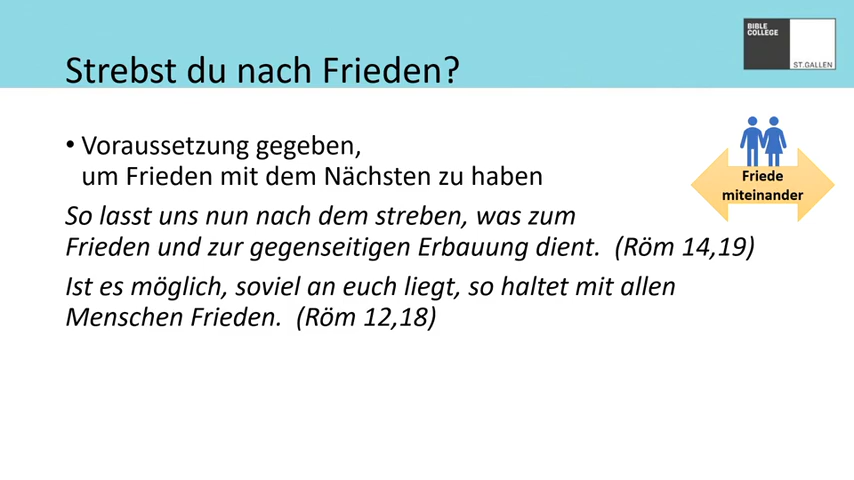 BIBLE
COLLEGE
ST.GALLEN
Strebst du nach Frieden?
• Voraussetzung gegeben,
um Frieden mit dem Nächsten zu haben
Friede
miteinander
So lasst uns nun nach dem streben, was zum
Frieden und zur gegenseitigen Erbauung dient. (Röm 14,19)
Ist es möglich, soviel an euch liegt, so haltet mit allen
Menschen Frieden. (Röm 12,18)